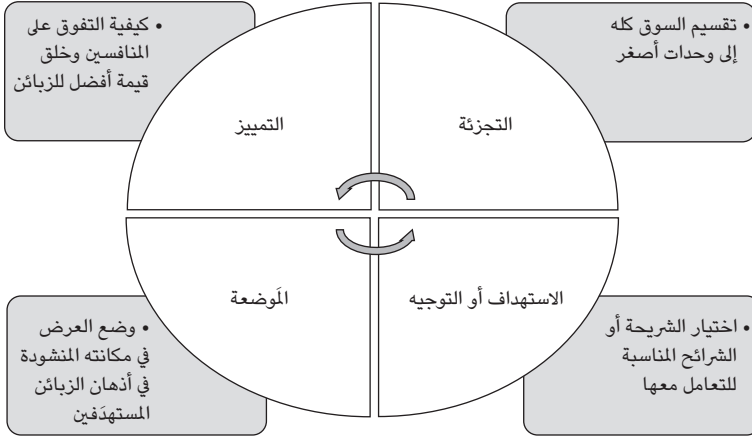 • تقسيم السوق كله
إلى وحدات أصغر
• كيفية التفوق على
المنافسين وخلق
قيمة أفضل للزبائن
التجزئة
التمييز
الاستهداف أو التوجيه
المَوضعة
• اختيار الشريحة أو
الشرائح المناسبة
للتعامل معها
• وضع العرض
في مكانته المنشودة
في أذهان الزبائن
المستهدَفين